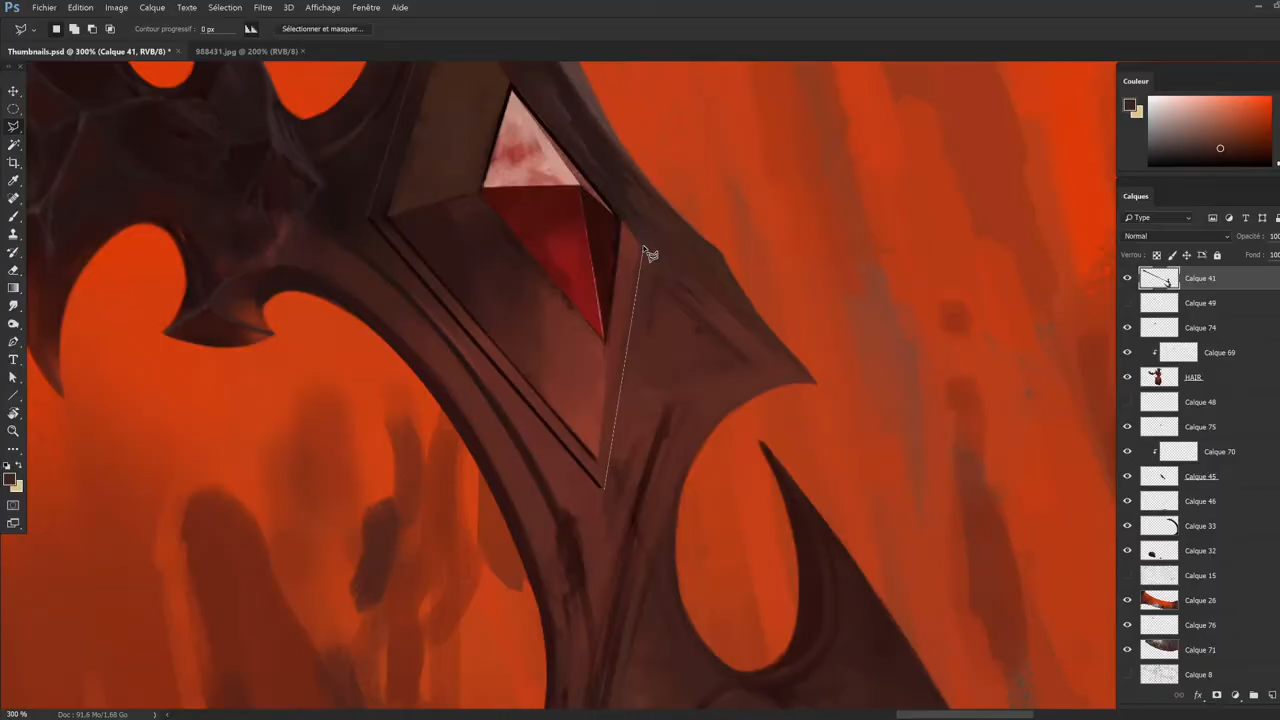 Ps Fichier Edition Image Calque Texte Sélection Filtre 3D Affichage Fenêtre Aide
Contour progressif : 0 px Sélectionner et masquer...
Thumbnails.psd @ 300% (Calque 41, RVB/8) * × 988431.jpg @ 200% (RVB/8) ×
Couleur
Calques
Type
Normal Opacité : 100
Verrou : Fond : 100
Calque 41
Calque 49
Calque 74
Calque 69
HAIR
Calque 48
Calque 75
Calque 70
Calque 45
Calque 46
Calque 33
Calque 32
Calque 15
Calque 26
Calque 76
Calque 71
Calque 8
fx
300 % Doc : 91,6 Mo/1,68 Go